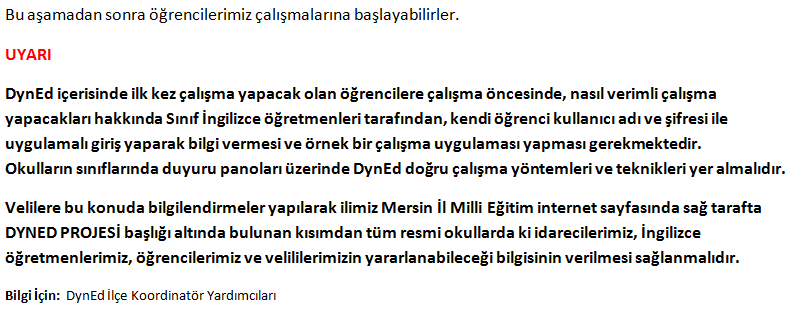 Bu aşamadan sonra öğrencilerimiz çalışmalarına başlayabilirler.
UYARI
DynEd içerisinde ilk kez çalışma yapacak olan öğrencilere çalışma öncesinde, nasıl verimli çalışma
yapacakları hakkında Sınıf İngilizce öğretmenleri tarafından, kendi öğrenci kullanıcı adı ve şifresi ile
uygulamalı giriş yaparak bilgi vermesi ve örnek bir çalışma uygulaması yapması gerekmektedir.
Okulların sınıflarında duyuru panoları üzerinde DynEd doğru çalışma yöntemleri ve teknikleri yer almalıdır.
Velilere bu konuda bilgilendirmeler yapılarak ilimiz Mersin İl Milli Eğitim internet sayfasında sağ tarafta
DYNED PROJESİ başlığı altında bulunan kısımdan tüm resmi okullarda ki idarecilerimiz, İngilizce
öğretmenlerimiz, öğrencilerimiz ve velililerimizin yararlanabileceği bilgisinin verilmesi sağlanmalıdır.
Bilgi İçin: DynEd İlçe Koordinatör Yardımcıları